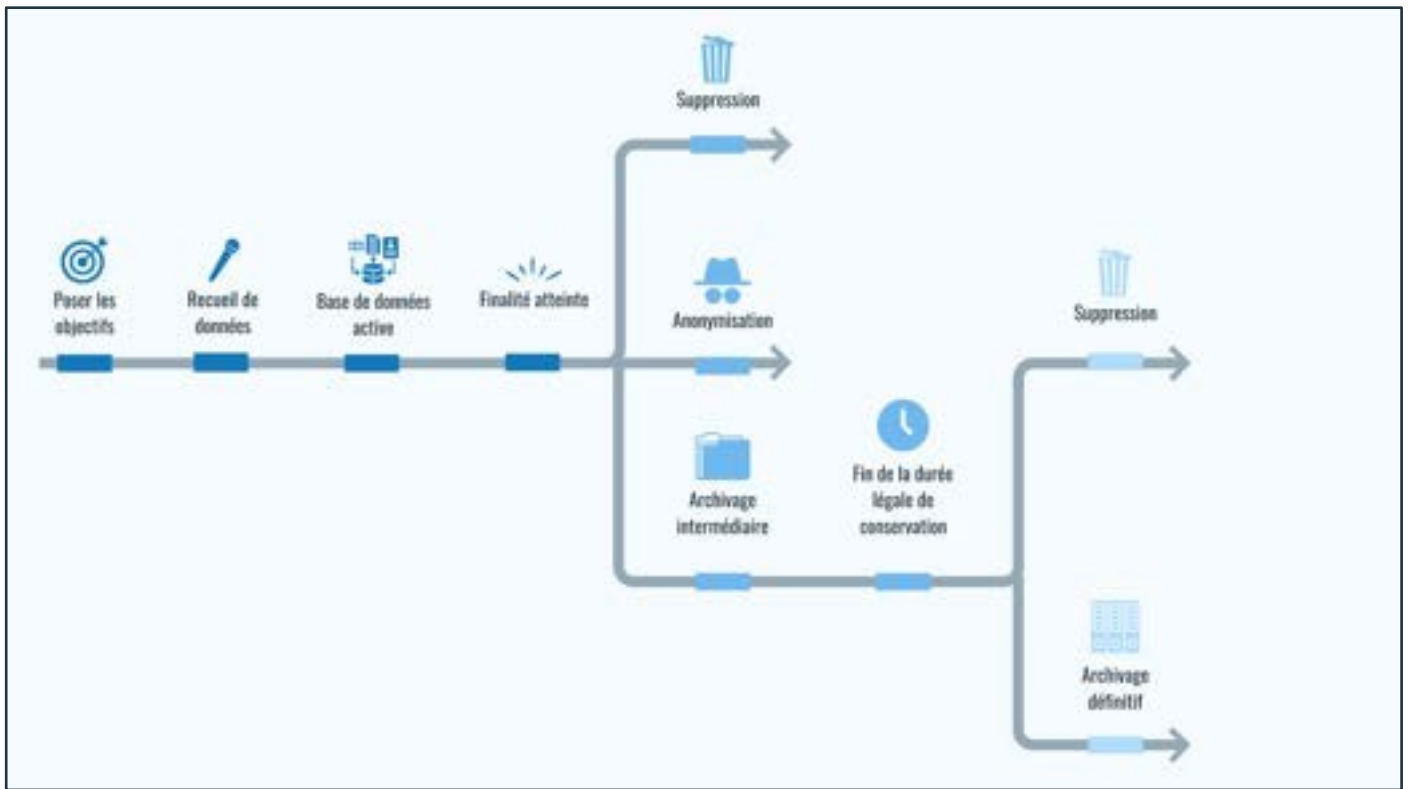 Suppression
Poser les
objectifs
Recueil de
données
Base de données
active
Finalité atteinte
Anonymisation
Suppression
Archivage
intermédiaire
Fin de la durée
légale de
conservation
Archivage
définitif